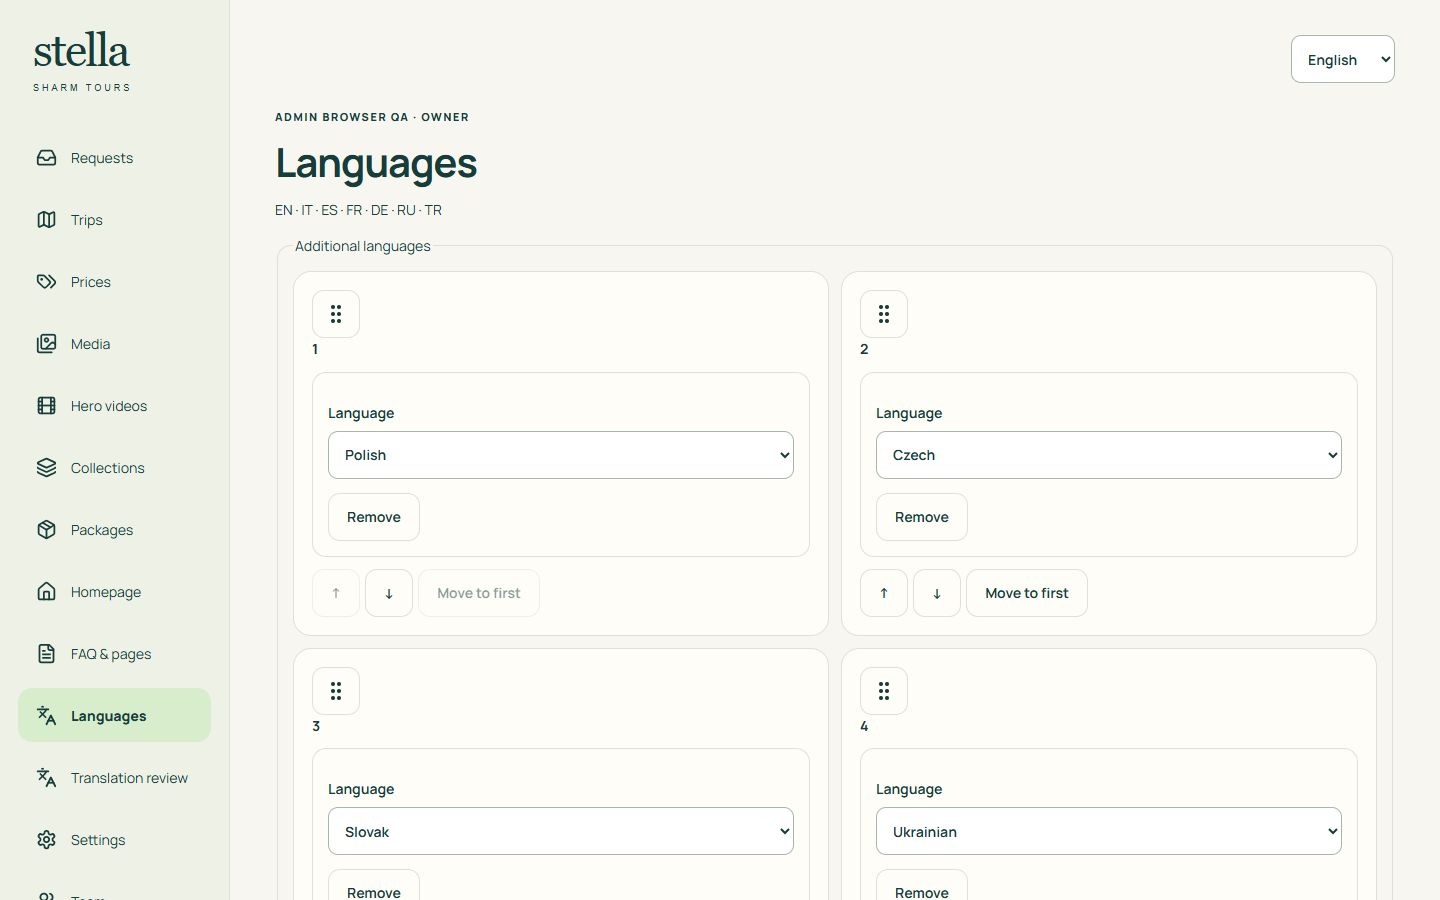 stella
SHARM TOURS
Requests
Trips
Prices
Media
Hero videos
Collections
Packages
Homepage
FAQ & pages
Languages
Translation review
Settings
English
ADMIN BROWSER QA · OWNER
Languages
EN · IT · ES · FR · DE · RU · TR
Additional languages
1
Language
Polish
Remove
↑ ↓ Move to first
2
Language
Czech
Remove
↑ ↓ Move to first
3
Language
Slovak
Remove
4
Language
Ukrainian
Remove